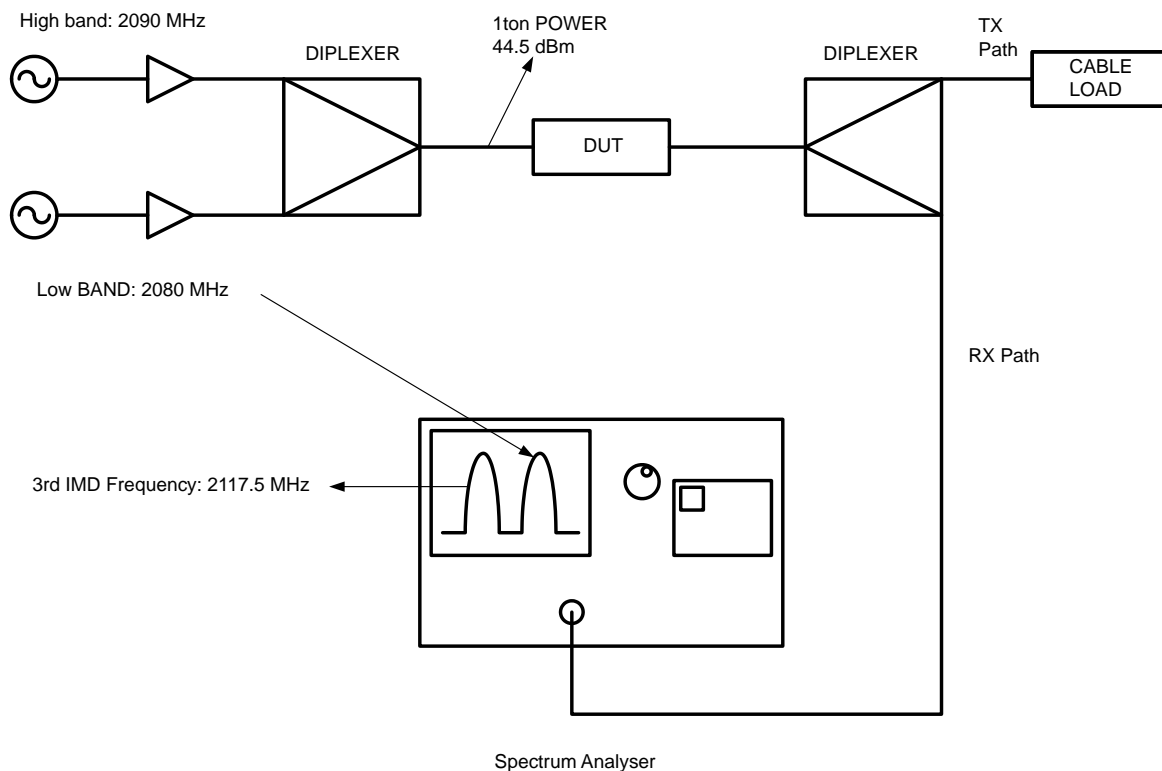 High band: 2090 MHz
1ton POWER
44.5 dBm
DIPLEXER
DIPLEXER
TX
Path
CABLE
LOAD
DUT
Low BAND: 2080 MHz
RX Path
3rd IMD Frequency: 2117.5 MHz
Spectrum Analyser